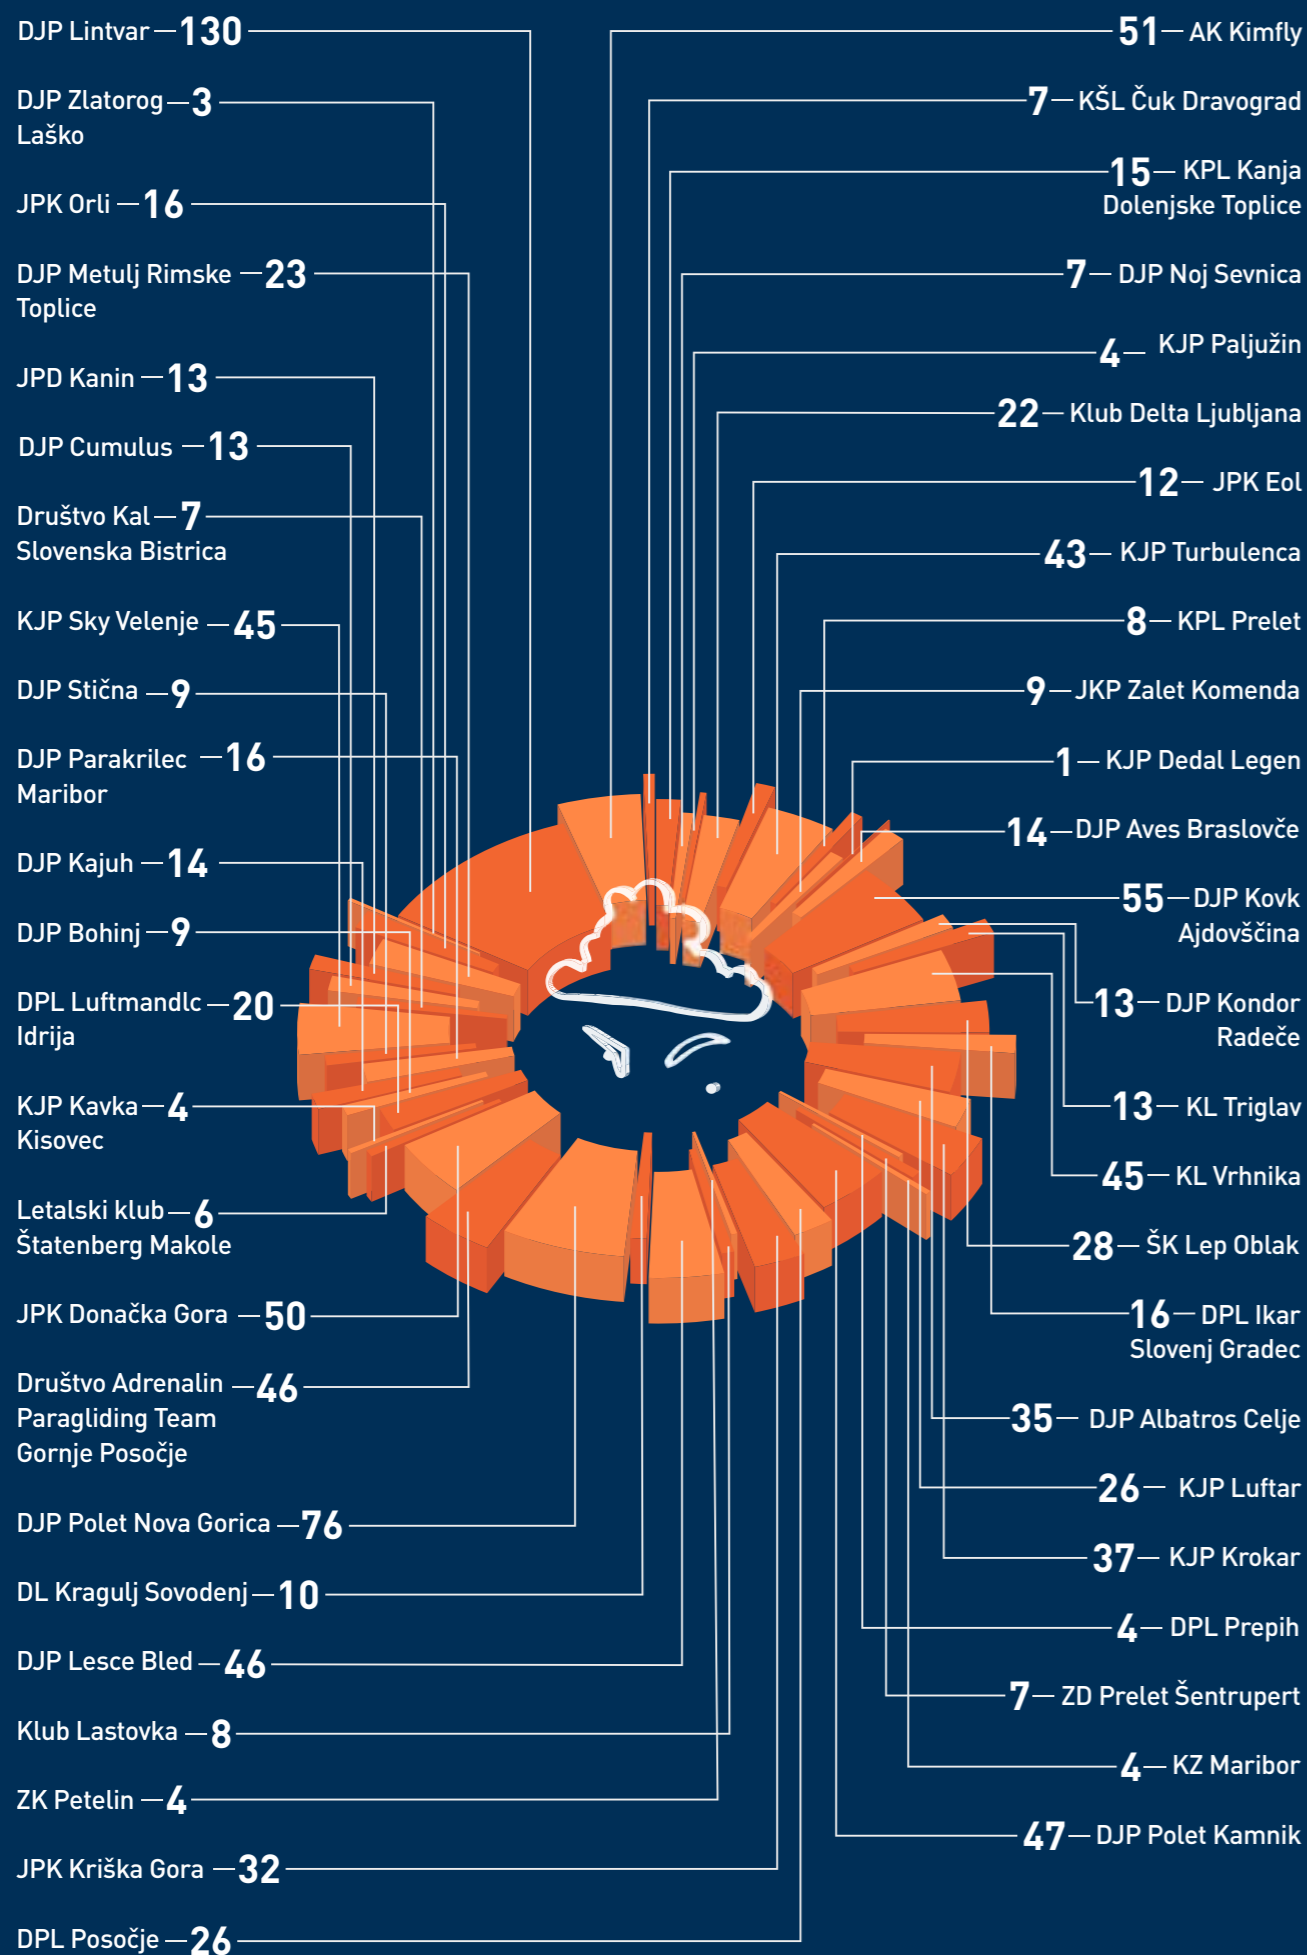 DJP Lintvar — 130
DJP Zlatorog — 3
Laško
JPK Orli — 16
DJP Metulj Rimske — 23
Toplice
JPD Kanin — 13
DJP Cumulus — 13
Društvo Kal — 7
Slovenska Bistrica
KJP Sky Velenje — 45
DJP Stična — 9
DJP Parakrilec — 16
Maribor
DJP Kajuh — 14
DJP Bohinj — 9
DPL Luftmandlc — 20
Idrija
KJP Kavka — 4
Kisovec
Letalski klub — 6
Štatenberg Makole
JPK Donačka Gora — 50
Društvo Adrenalin — 46
Paragliding Team
Gornje Posočje
DJP Polet Nova Gorica — 76
DL Kragulj Sovodenj — 10
DJP Lesce Bled — 46
Klub Lastovka — 8
ZK Petelin — 4
JPK Kriška Gora — 32
DPL Posočje — 26
51 — AK Kimfly
7 — KŠL Čuk Dravograd
15 — KPL Kanja
Dolenjske Toplice
7 — DJP Noj Sevnica
4 — KJP Paljužin
22 — Klub Delta Ljubljana
12 — JPK Eol
43 — KJP Turbulenca
8 — KPL Prelet
9 — JKP Zalet Komenda
1 — KJP Dedal Legen
14 — DJP Aves Braslovče
55 — DJP Kovk
Ajdovščina
13 — DJP Kondor
Radeče
13 — KL Triglav
45 — KL Vrhnika
28 — ŠK Lep Oblak
16 — DPL Ikar
Slovenj Gradec
35 — DJP Albatros Celje
26 — KJP Luftar
37 — KJP Krokar
4 — DPL Prepih
7 — ZD Prelet Šentrupert
4 — KZ Maribor
47 — DJP Polet Kamnik